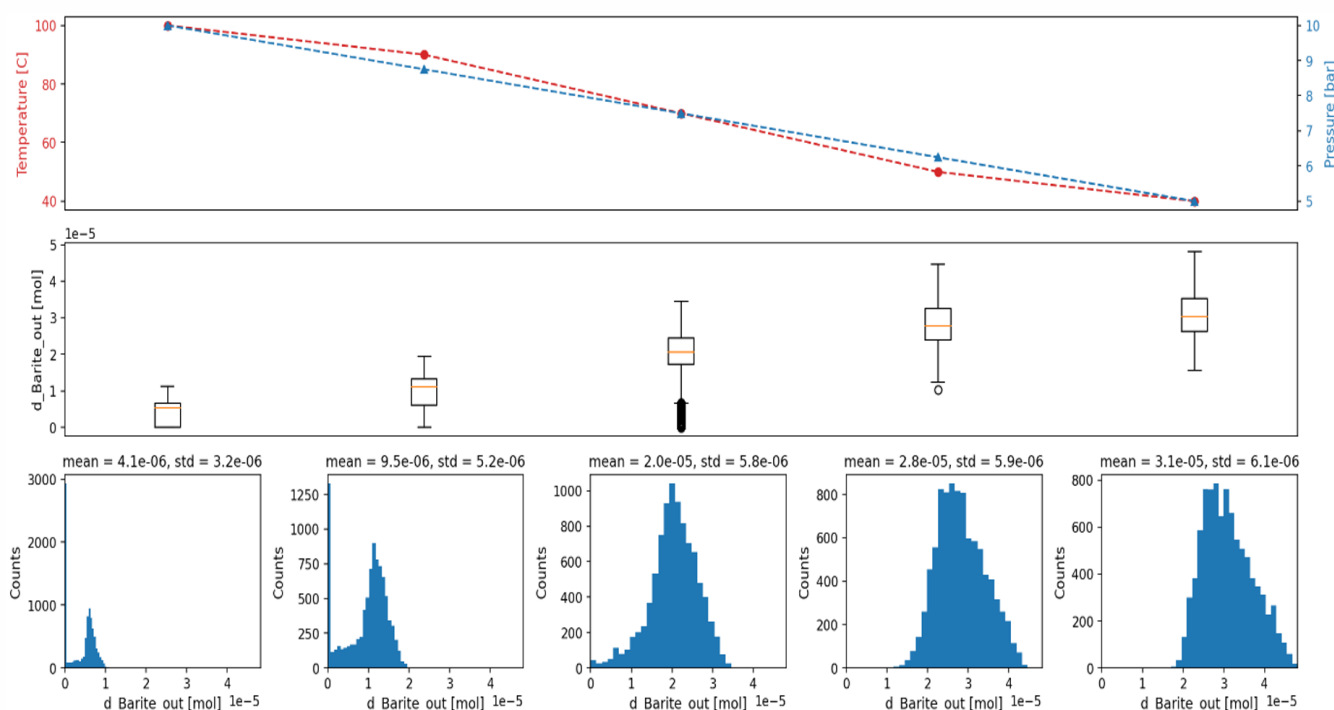 100
80
60
40
Temperature [C]
10
9
8
7
6
5
Pressure [bar]
1e−5
5
4
3
2
1
0
d_Barite_out [mol]
mean = 4.1e-06, std = 3.2e-06
3000
2000
1000
0
Counts
0 1 2 3 4
d_Barite_out [mol] 1e−5
mean = 9.5e-06, std = 5.2e-06
1250
1000
750
500
250
0
Counts
0 1 2 3 4
d_Barite_out [mol] 1e−5
mean = 2.0e-05, std = 5.8e-06
1000
800
600
400
200
0
Counts
0 1 2 3 4
d_Barite_out [mol] 1e−5
mean = 2.8e-05, std = 5.9e-06
800
600
400
200
0
Counts
0 1 2 3 4
d_Barite_out [mol] 1e−5
mean = 3.1e-05, std = 6.1e-06
800
600
400
200
0
Counts
0 1 2 3 4
d_Barite_out [mol] 1e−5